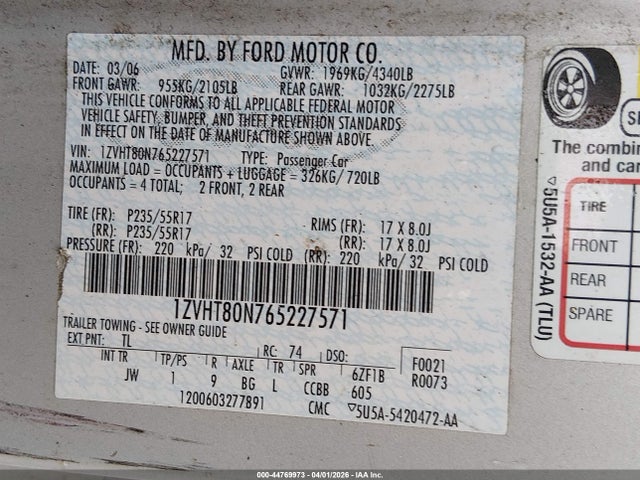 MFD. BY FORD MOTOR CO.
03/06 GVWR: 1969KG/4340LB
FRONT GAWR: 955KG/2105LB REAR GAWR: 1032KG/2275LB
THIS VEHICLE CONFORMS TO ALL APPLICABLE FEDERAL MOTOR
VEHICLE SAFETY, BUMPER, AND THEFT PREVENTION STANDARDS
IN EFFECT ON THE DATE OF MANUFACTURE SHOWN ABOVE.
VIN: 1ZVHT80N765227571 TYPE: Passenger Car
MAXIMUM LOAD = OCCUPANTS + LUGGAGE = 326KG/720LB
OCCUPANTS = 4 TOTAL; 2 FRONT, 2 REAR
TIRE (FR): P235/55R17 RIMS (FR): 17 X 8.0J
(RR): P235/55R17 (RR): 17 X 8.0J
PRESSURE (FR): 220 kPa/ 32 PSI COLD (RR): 220 kPa/ 32 PSI COLD
1ZVHT80N765227571
TRAILER TOWING - SEE OWNER GUIDE
EXT PNT: TL RC: 74 DSO: F0021
INT TR TP/PS R AXLE TR SPR 6ZF1B R0073
JW 1 9 BG L CCBB 605
1200603277B91 CMC ▽5U5A-5420472-AA
The combin
and car
TIRE
FRONT
REAR
SPARE
▽5U5A-1532-AA (TLU)
000-44769973 - 04/01/2026 - IAAI, Inc.